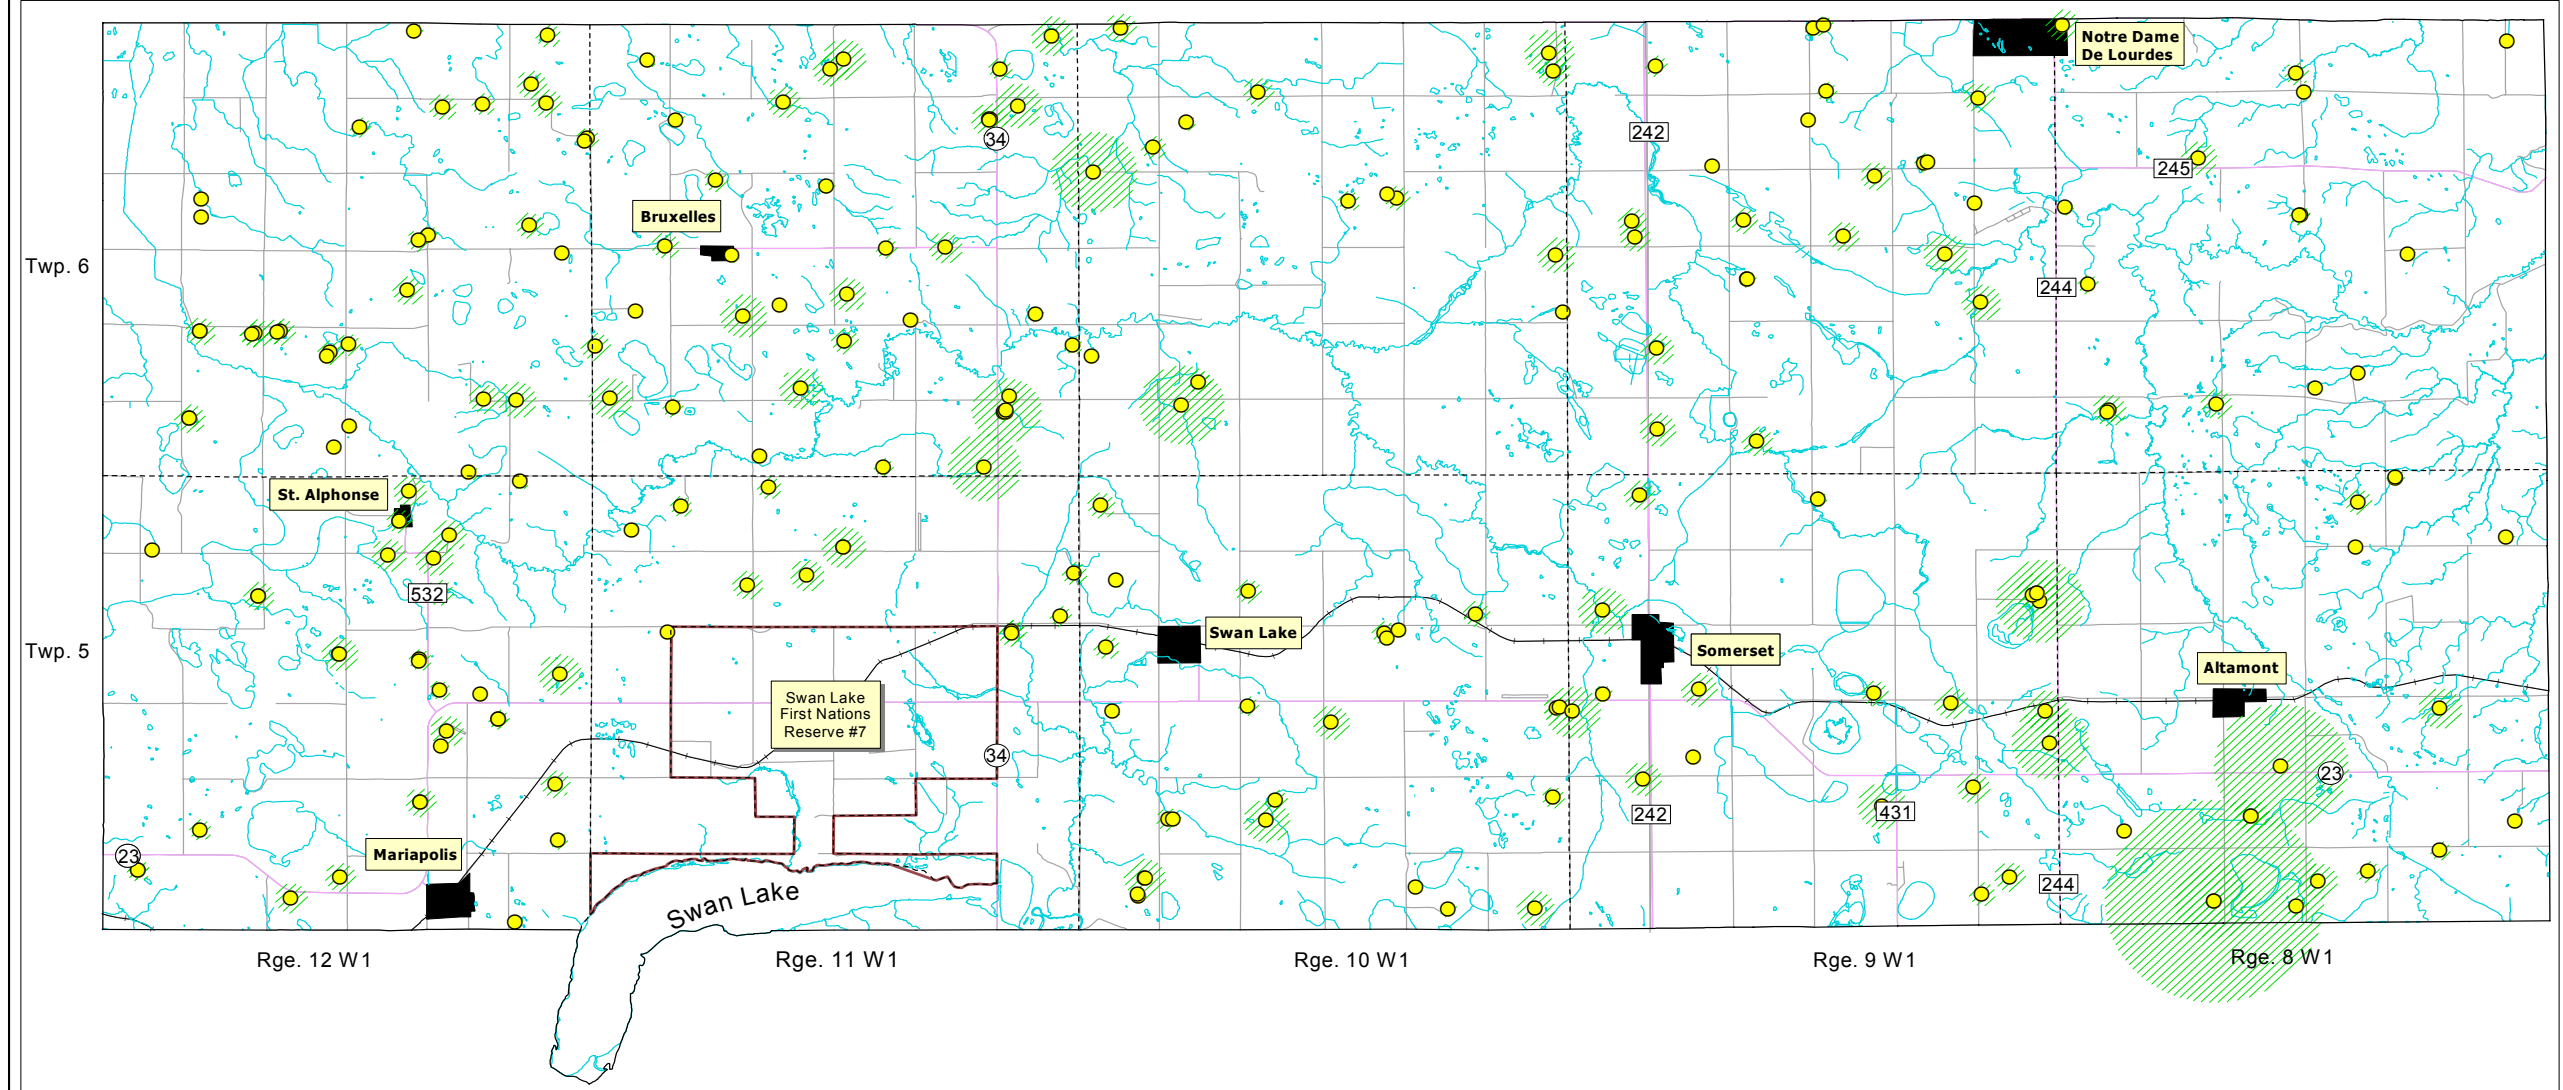 Notre Dame
De Lourdes
34
242
245
Bruxelles
Twp. 6
244
St. Alphonse
532
Swan Lake
Somerset
Twp. 5
Altamont
Swan Lake
First Nations
Reserve #7
34
23
242
431
Mariapolis
23
244
Swan Lake
Rge. 12 W1
Rge. 11 W1
Rge. 10 W1
Rge. 9 W1
Rge. 8 W1